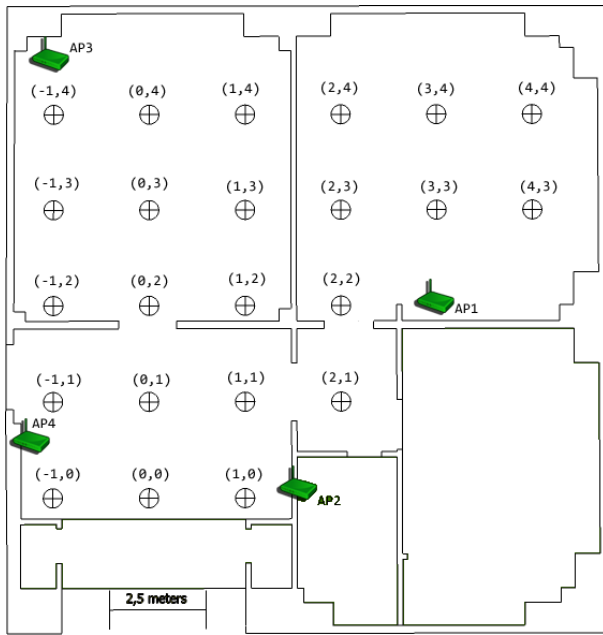 AP3
(-1,4) (0,4) (1,4) (2,4) (3,4) (4,4)
(-1,3) (0,3) (1,3) (2,3) (3,3) (4,3)
(-1,2) (0,2) (1,2) (2,2)
AP1
(-1,1) (0,1) (1,1) (2,1)
AP4
(-1,0) (0,0) (1,0)
AP2
2,5 meters